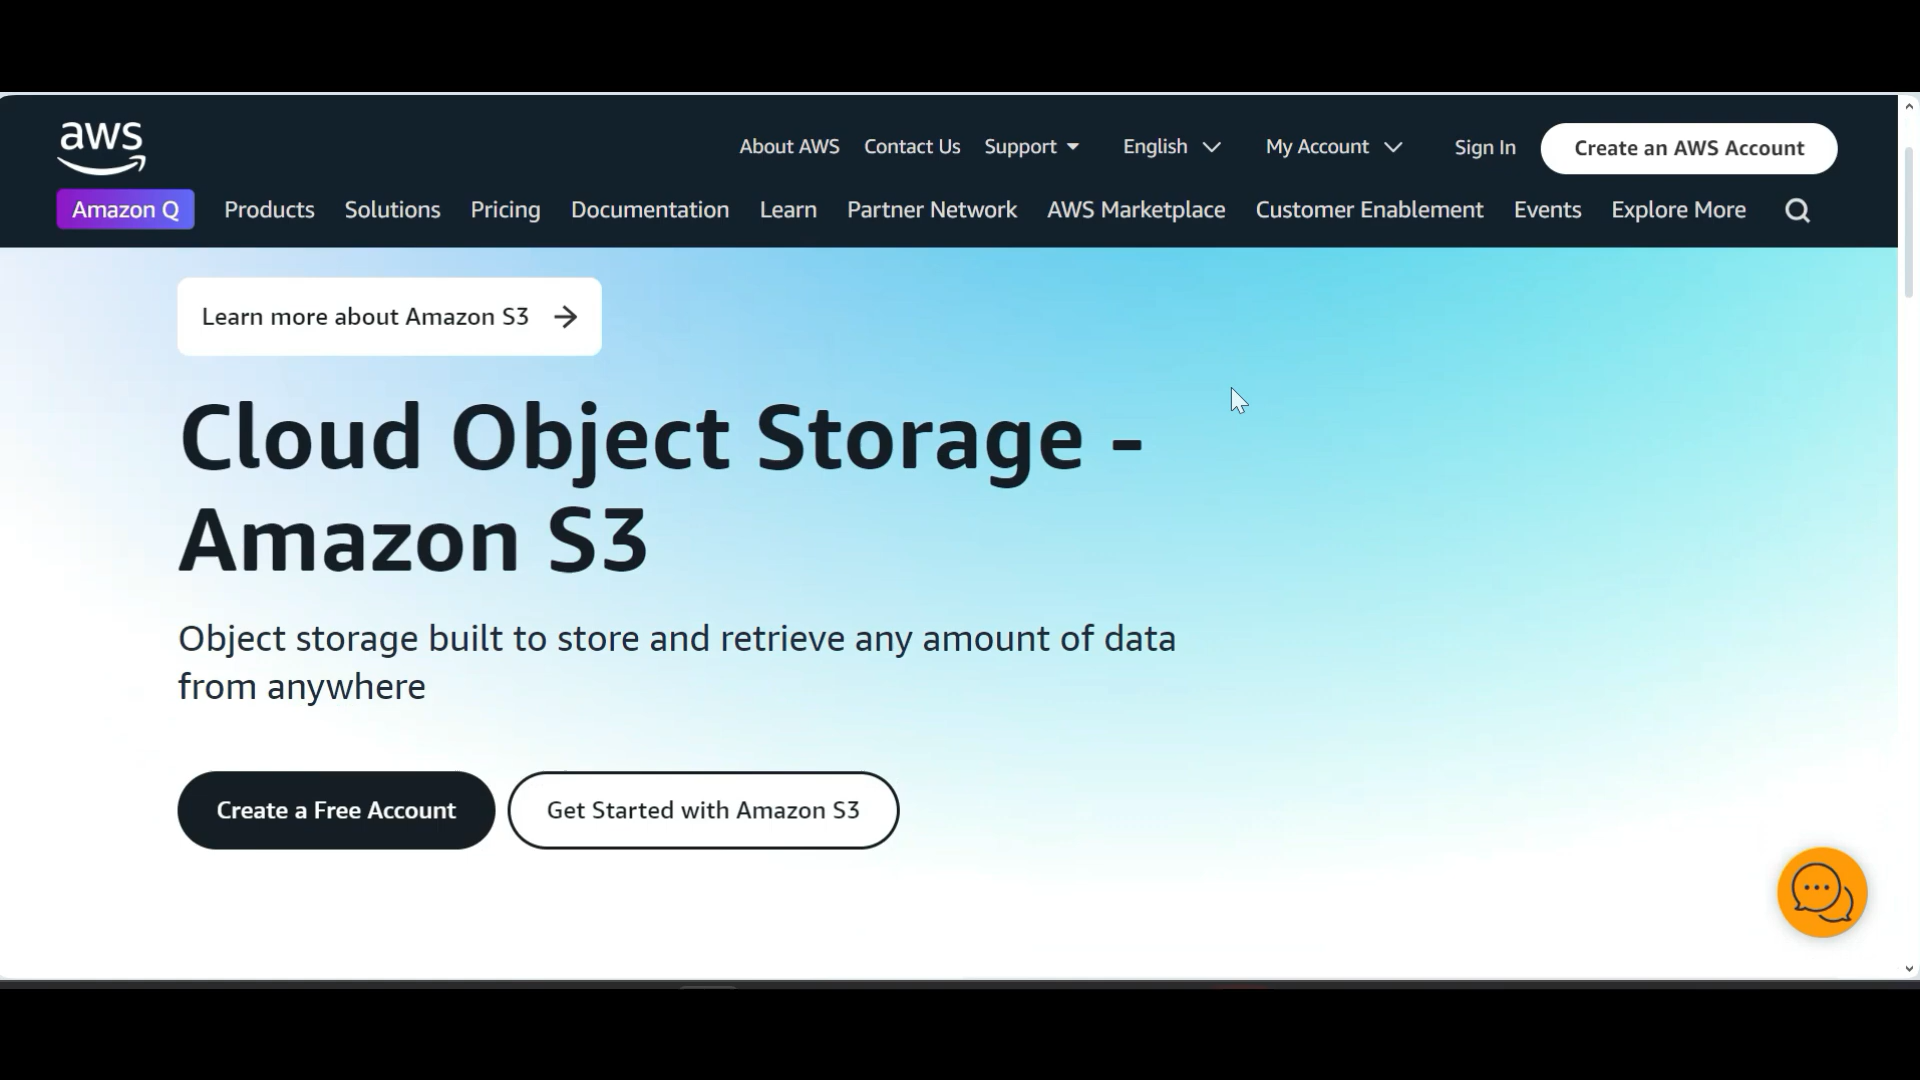 aws
About AWS Contact Us Support English My Account Sign In Create an AWS Account
Amazon Q Products Solutions Pricing Documentation Learn Partner Network AWS Marketplace Customer Enablement Events Explore More
Learn more about Amazon S3
Cloud Object Storage -
Amazon S3
Object storage built to store and retrieve any amount of data
from anywhere
Create a Free Account Get Started with Amazon S3